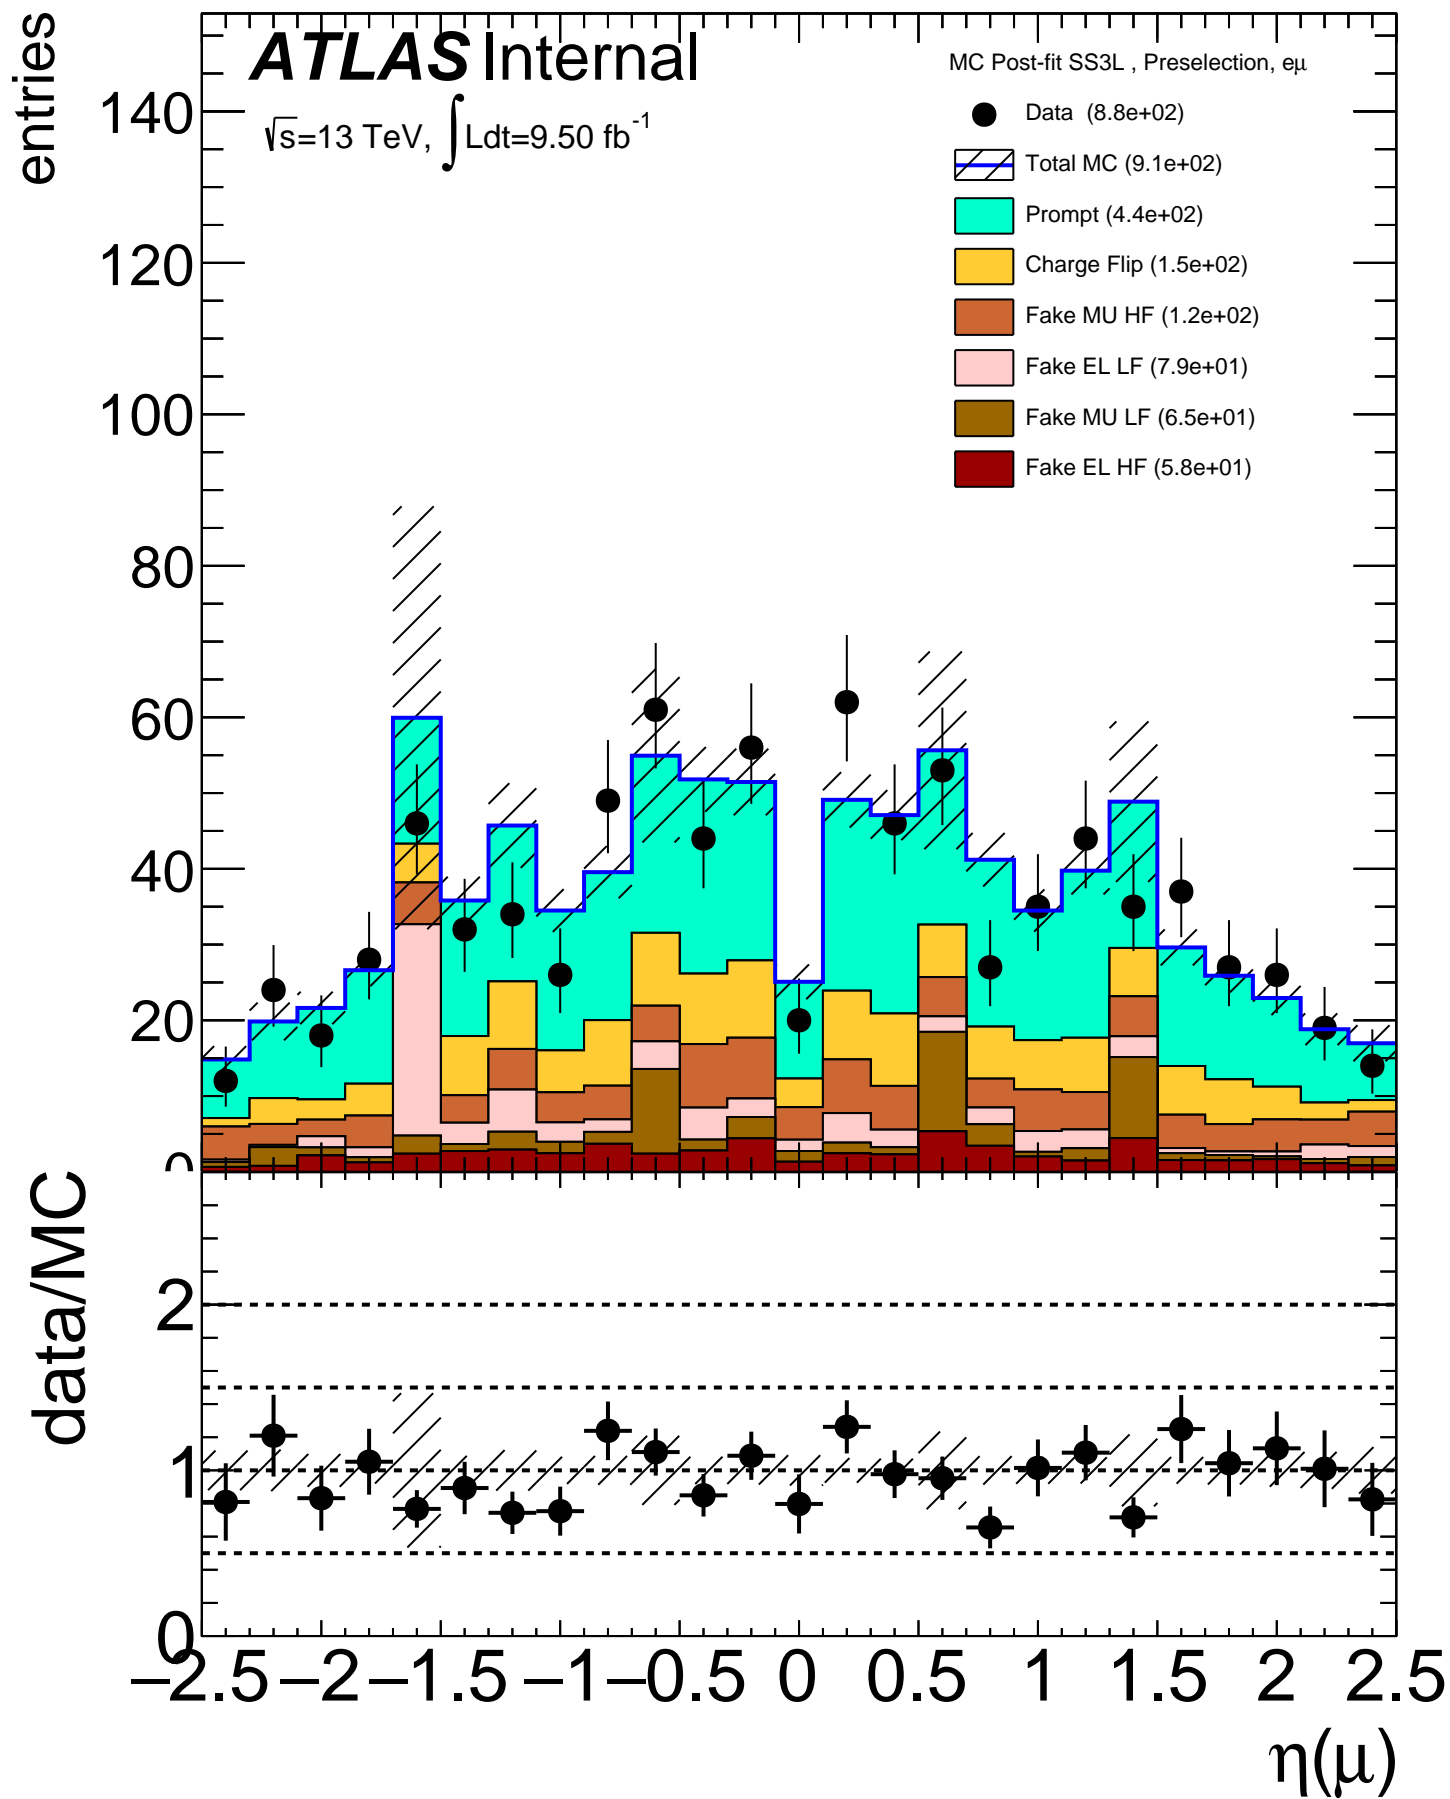 entries
ATLAS Internal
√s=13 TeV, ∫Ldt=9.50 fb⁻¹
MC Post-fit SS3L , Preselection, eμ
Data (8.8e+02)
Total MC (9.1e+02)
Prompt (4.4e+02)
Charge Flip (1.5e+02)
Fake MU HF (1.2e+02)
Fake EL LF (7.9e+01)
Fake MU LF (6.5e+01)
Fake EL HF (5.8e+01)
140
120
100
80
60
40
20
0
data/MC
2
1
0
−2.5 −2 −1.5 −1 −0.5 0 0.5 1 1.5 2 2.5
η(μ)